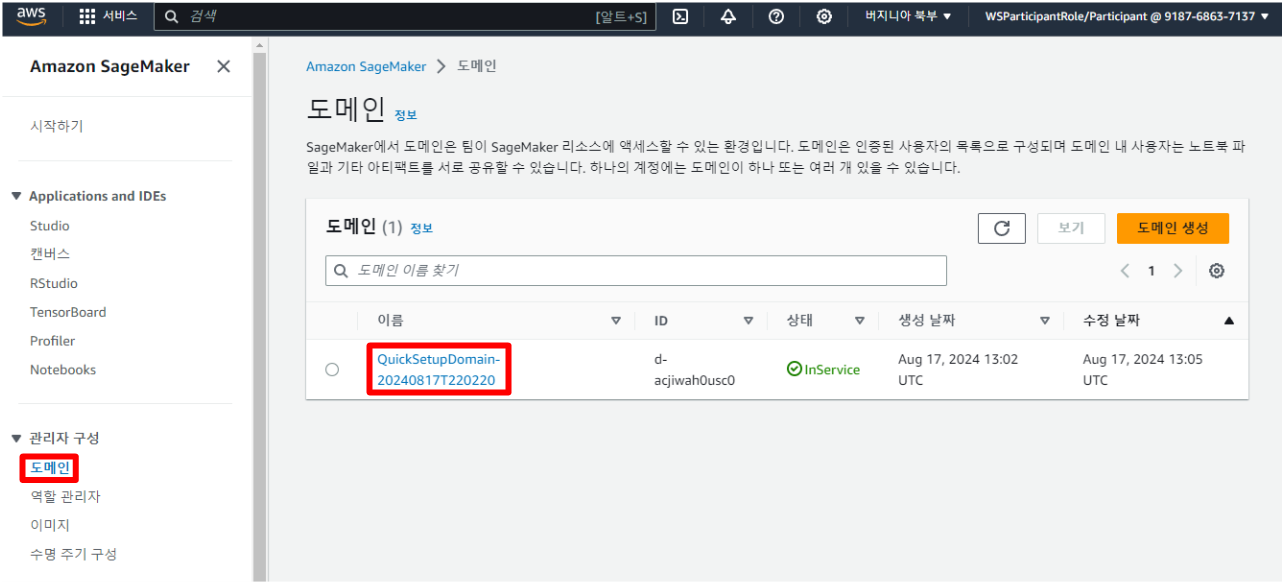 aws
서비스
검색
[알트+S]
버지니아 북부 ▼
WSParticipantRole/Participant @ 9187-6863-7137 ▼
Amazon SageMaker
시작하기
Applications and IDEs
Studio
캔버스
RStudio
TensorBoard
Profiler
Notebooks
관리자 구성
도메인
역할 관리자
이미지
수명 주기 구성
Amazon SageMaker > 도메인
도메인 정보
SageMaker에서 도메인은 팀이 SageMaker 리소스에 액세스할 수 있는 환경입니다. 도메인은 인증된 사용자의 목록으로 구성되며 도메인 내 사용자는 노트북 파
일과 기타 아티팩트를 서로 공유할 수 있습니다. 하나의 계정에는 도메인이 하나 또는 여러 개 있을 수 있습니다.
도메인 (1) 정보
보기
도메인 생성
도메인 이름 찾기
1
이름
ID
상태
생성 날짜
수정 날짜
QuickSetupDomain-
20240817T220220
d-
acjiwah0usc0
InService
Aug 17, 2024 13:02
UTC
Aug 17, 2024 13:05
UTC